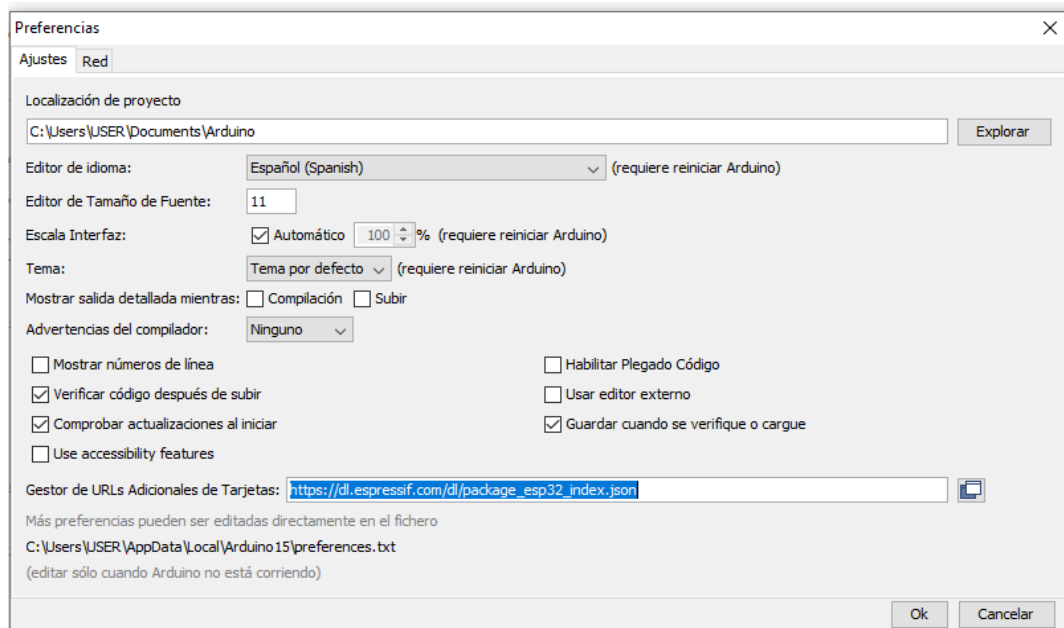 Preferencias
Ajustes Red
Localización de proyecto
C:\Users\USER\Documents\Arduino Explorar
Editor de idioma: Español (Spanish) (requiere reiniciar Arduino)
Editor de Tamaño de Fuente: 11
Escala Interfaz: Automático 100 % (requiere reiniciar Arduino)
Tema: Tema por defecto (requiere reiniciar Arduino)
Mostrar salida detallada mientras: Compilación Subir
Advertencias del compilador: Ninguno
Mostrar números de línea Habilitar Plegado Código
Verificar código después de subir Usar editor externo
Comprobar actualizaciones al iniciar Guardar cuando se verifique o cargue
Use accessibility features
Gestor de URLs Adicionales de Tarjetas: https://dl.espressif.com/dl/package_esp32_index.json
Más preferencias pueden ser editadas directamente en el fichero
C:\Users\USER\AppData\Local\Arduino15\preferences.txt
(editar sólo cuando Arduino no está corriendo)
Ok Cancelar